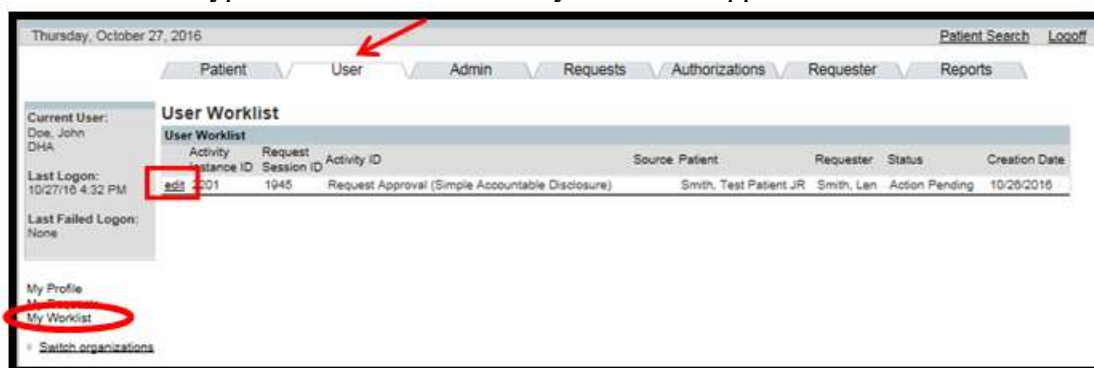 Thursday, October 27, 2016 Patient Search Logoff
Patient User Admin Requests Authorizations Requester Reports
Current User:
Doe, John
DHA
Last Logon:
10/27/16 4:32 PM
Last Failed Logon:
None
My Profile
My Worklist
Switch organizations
User Worklist
User Worklist
Activity Instance ID Request Session ID Activity ID Source Patient Requester Status Creation Date
edit 2201 1945 Request Approval (Simple Accountable Disclosure) Smith, Test Patient JR Smith, Len Action Pending 10/26/2016